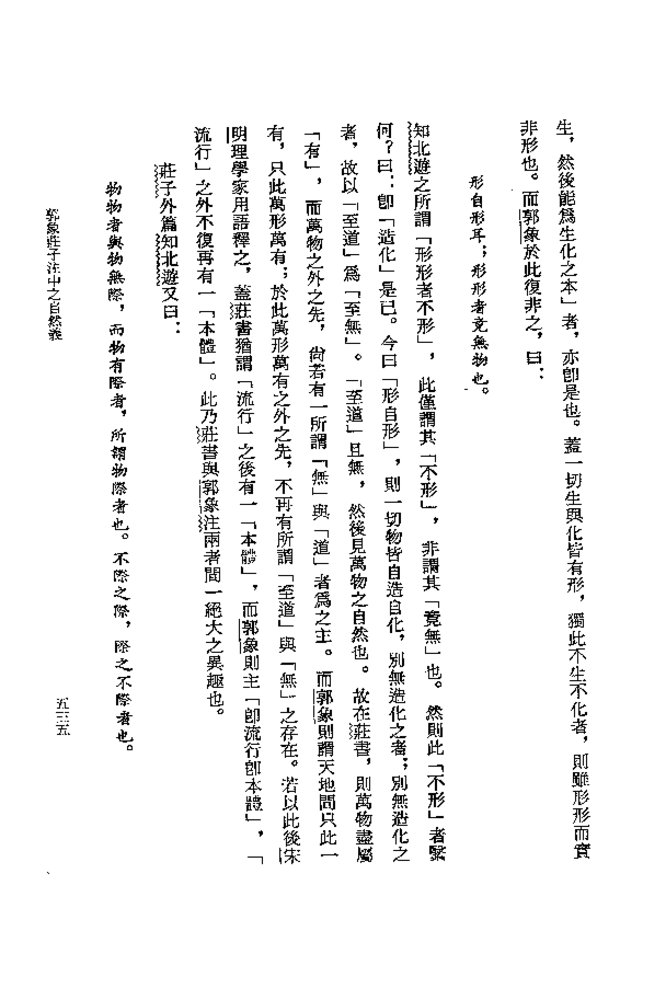 生，然後能爲生化之本」者，亦卽是也。蓋一切生與化皆有形，獨此不生不化者，則雖形形而實
非形也。而郭象於此復非之，曰：
形自形耳；形形者竟無物也。
知北遊之所謂「形形者不形」，此僅謂其「不形」，非謂其「竟無」也。然則此「不形」者繄
何？曰：卽「造化」是已。今曰「形自形」，則一切物皆自造自化，別無造化之者；別無造化之
者，故以「至道」爲「至無」。「至道」且無，然後見萬物之自然也。故在莊書，則萬物盡屬
「有」，而萬物之外之先，尙若有一所謂「無」與「道」者爲之主。而郭象則謂天地間只此一
有，只此萬形萬有；於此萬形萬有之外之先，不再有所謂「至道」與「無」之存在。若以此後宋
明理學家用語釋之，蓋莊書猶謂「流行」之後有一「本體」，而郭象則主「卽流行卽本體」，「
流行」之外不復再有一「本體」。此乃莊書與郭象注兩者間一絕大之異趣也。
莊子外篇知北遊又曰：
物物者與物無際，而物有際者，所謂物際者也。不際之際，際之不際者也。
郭象莊子注中之自然義
五三五